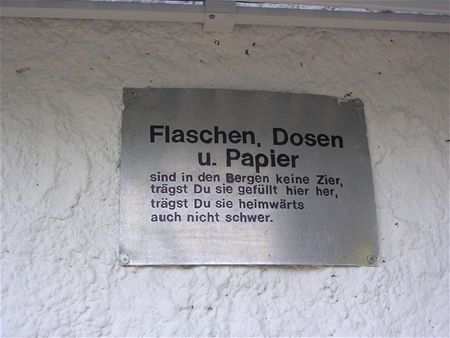 Flaschen, Dosen
u. Papier
sind in den Bergen keine Zier,
trägst Du sie gefüllt hier her,
trägst Du sie heimwärts
auch nicht schwer.